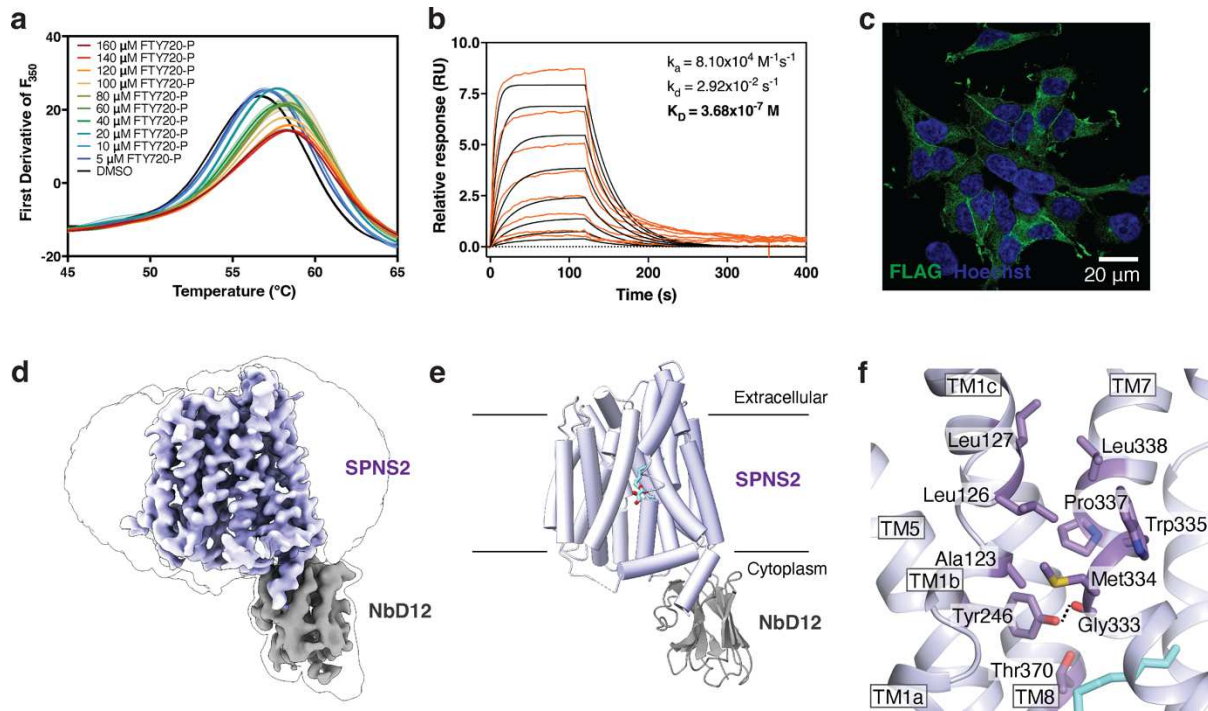 a
First Derivative of F360
40
20
0
-20
45
50
55
60
65
Temperature (°C)
160 µM FTY720-P
140 µM FTY720-P
120 µM FTY720-P
100 µM FTY720-P
80 µM FTY720-P
60 µM FTY720-P
40 µM FTY720-P
20 µM FTY720-P
10 µM FTY720-P
5 µM FTY720-P
DMSO
b
Relative response (RU)
10.0
7.5
5.0
2.5
0.0
0
100
200
300
400
Time (s)
ka = 8.10x10⁴ M⁻¹s⁻¹
kd = 2.92x10⁻² s⁻¹
KD = 3.68x10⁻⁷ M
c
FLAG Hoechst
20 µm
d
SPNS2
NbD12
e
Extracellular
SPNS2
Cytoplasm
NbD12
f
TM1c
TM7
Leu127
Leu338
Leu126
Pro337
Trp335
TM5
Ala123
TM1b
Met334
Tyr246
Gly333
Thr370
TM1a
TM8